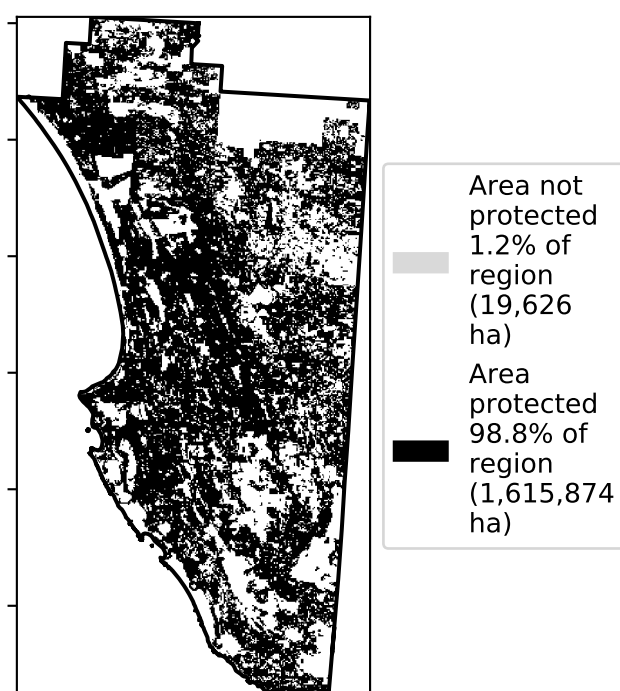 Area not
protected
1.2% of
region
(19,626
ha)
Area
protected
98.8% of
region
(1,615,874
ha)